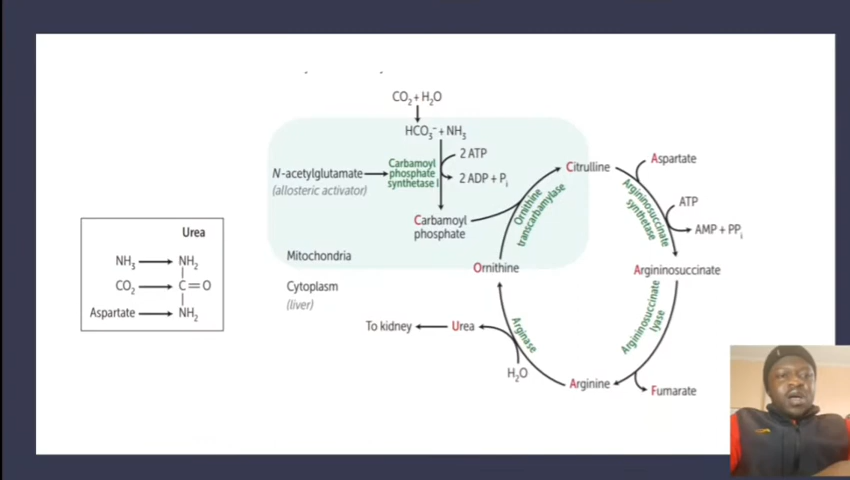 CO₂ + H₂O
HCO₃⁻ + NH₃
2 ATP
2 ADP + Pᵢ
N-acetylglutamate
(allosteric activator)
Carbamoyl
phosphate
synthetase I
Carbamoyl
phosphate
Ornithine
transcarbamylase
Citrulline
Aspartate
Argininosuccinate
synthetase
ATP
AMP + PPᵢ
Argininosuccinate
Argininosuccinate
lyase
Fumarate
Arginine
Arginase
H₂O
Urea
To kidney
Ornithine
Mitochondria
Cytoplasm
(liver)
Urea
NH₃ NH₂
CO₂ C=O
Aspartate NH₂